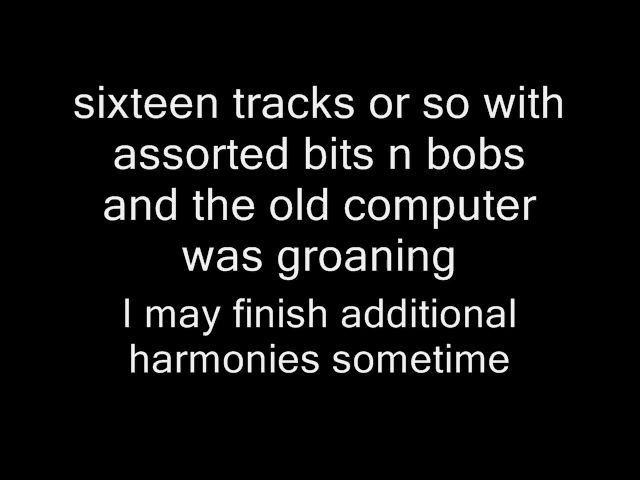 sixteen tracks or so with
assorted bits n bobs
and the old computer
was groaning
I may finish additional
harmonies sometime